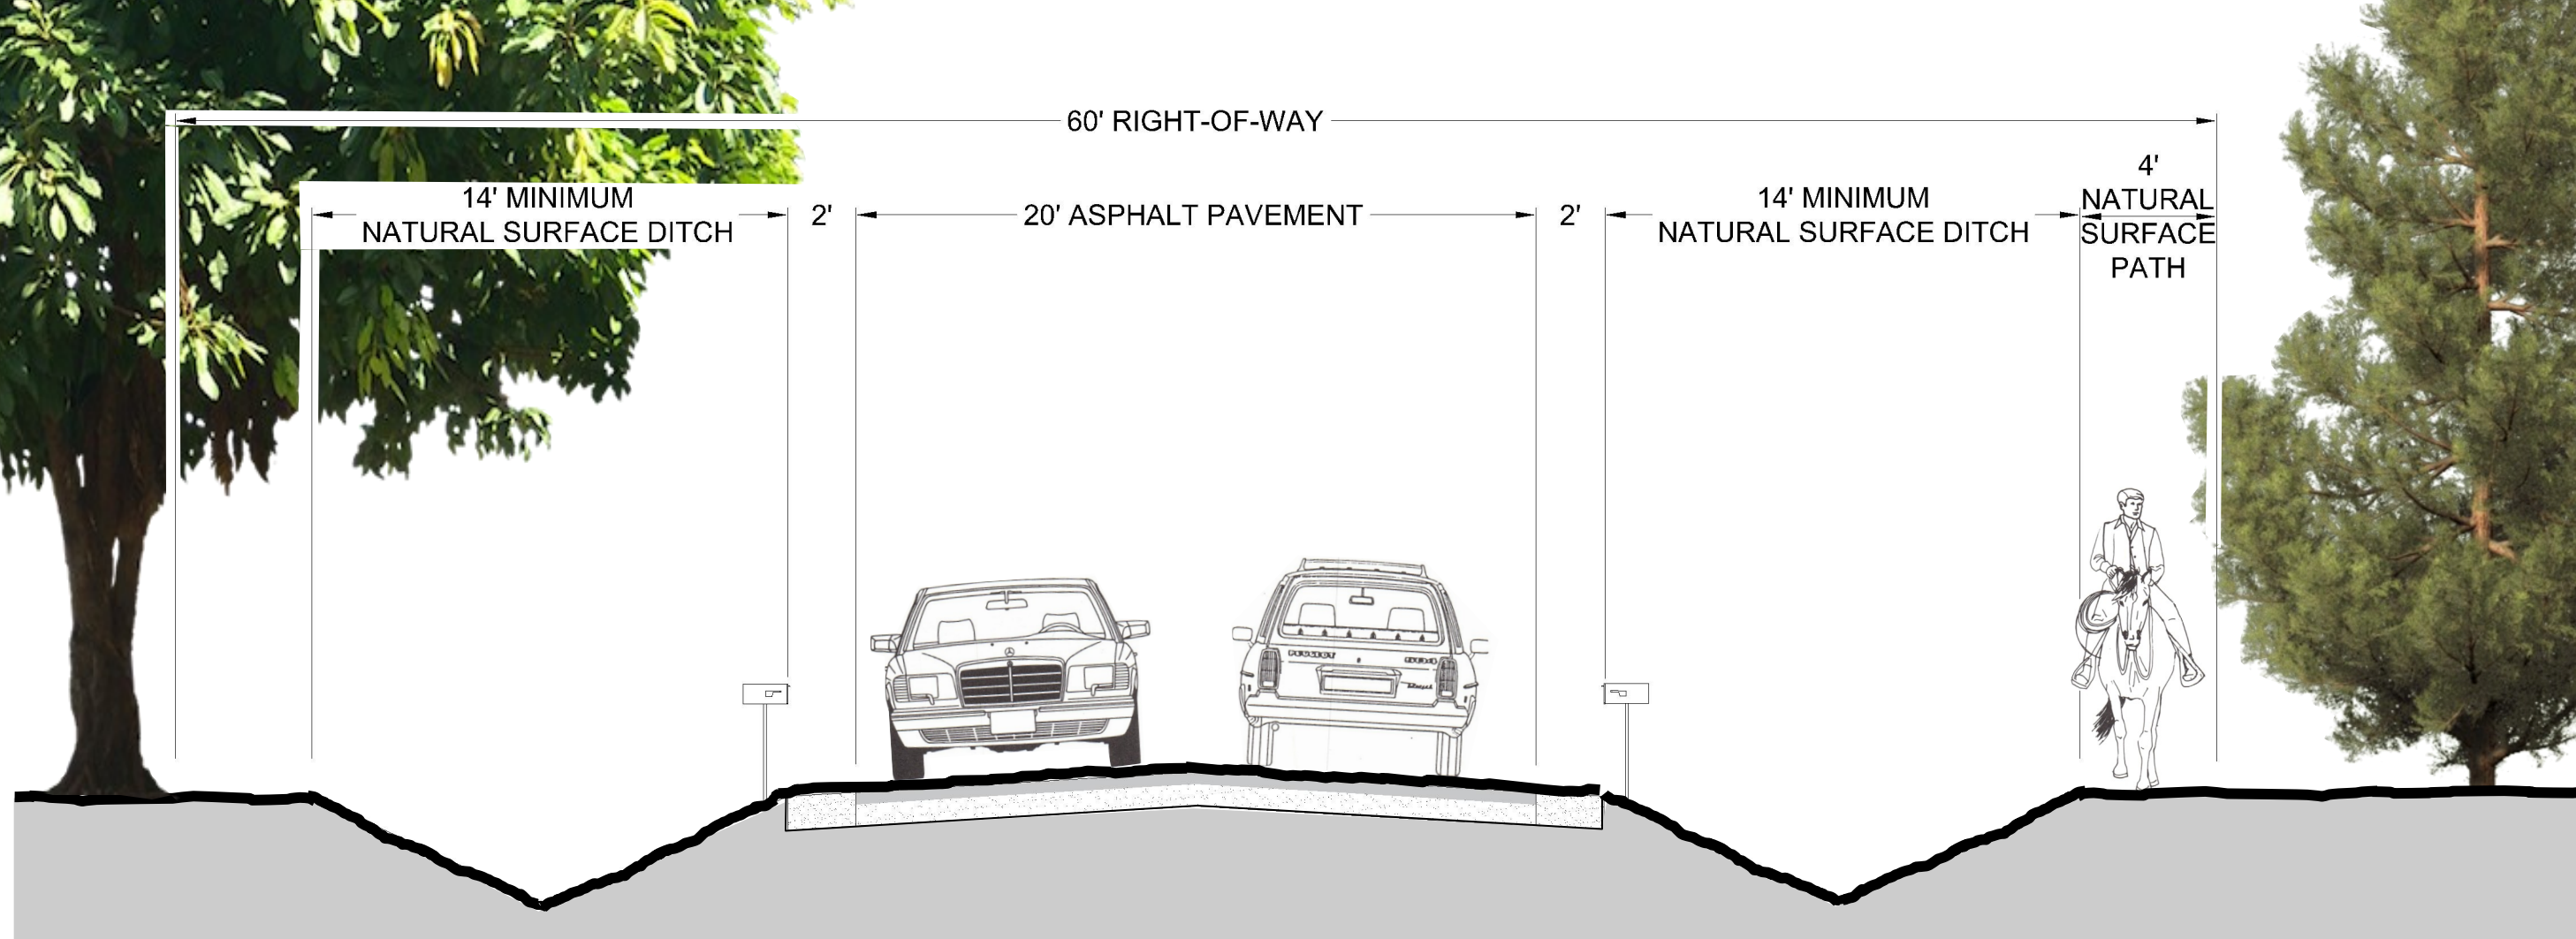 60' RIGHT-OF-WAY
14' MINIMUM
NATURAL SURFACE DITCH
2'
20' ASPHALT PAVEMENT
2'
14' MINIMUM
NATURAL SURFACE DITCH
4'
NATURAL
SURFACE
PATH
PEUGEOT